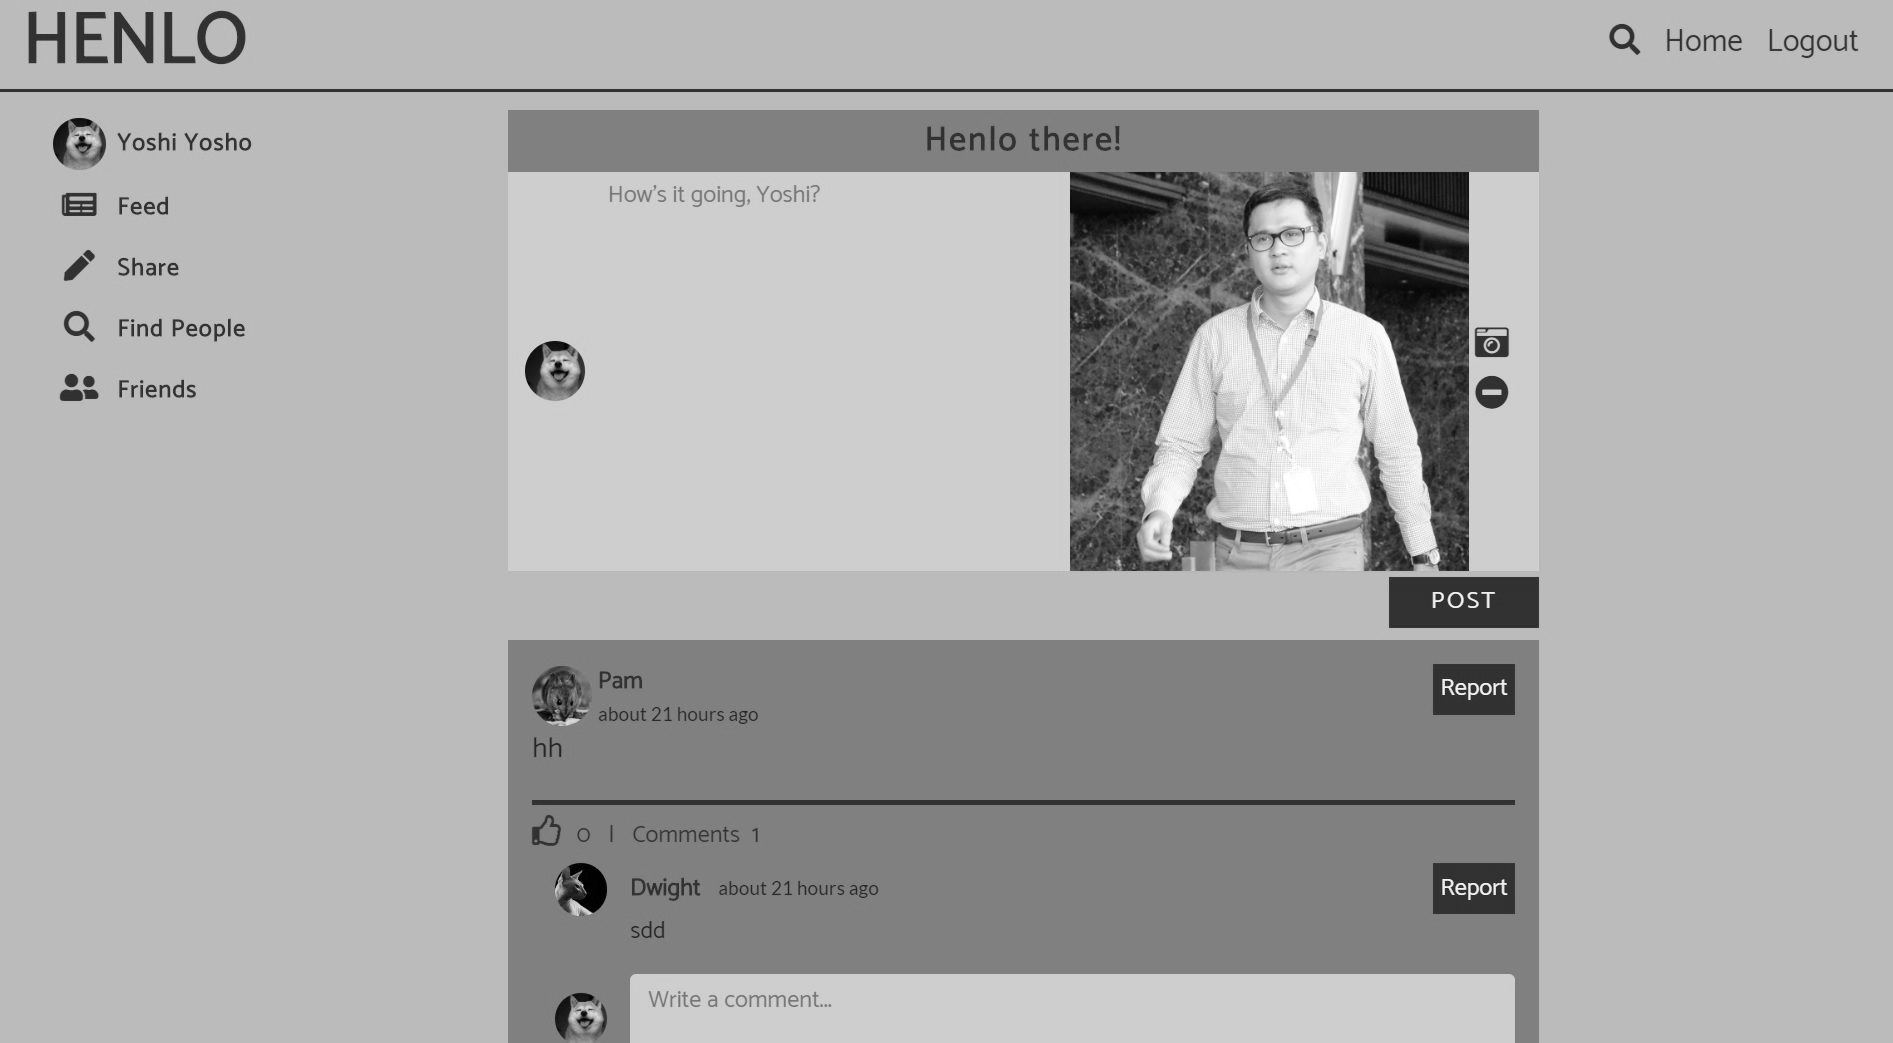 HENLO
Home Logout
Yoshi Yosho
Feed
Share
Find People
Friends
Henlo there!
How's it going, Yoshi?
POST
Pam
about 21 hours ago
Report
hh
0 | Comments 1
Dwight about 21 hours ago
Report
sdd
Write a comment...